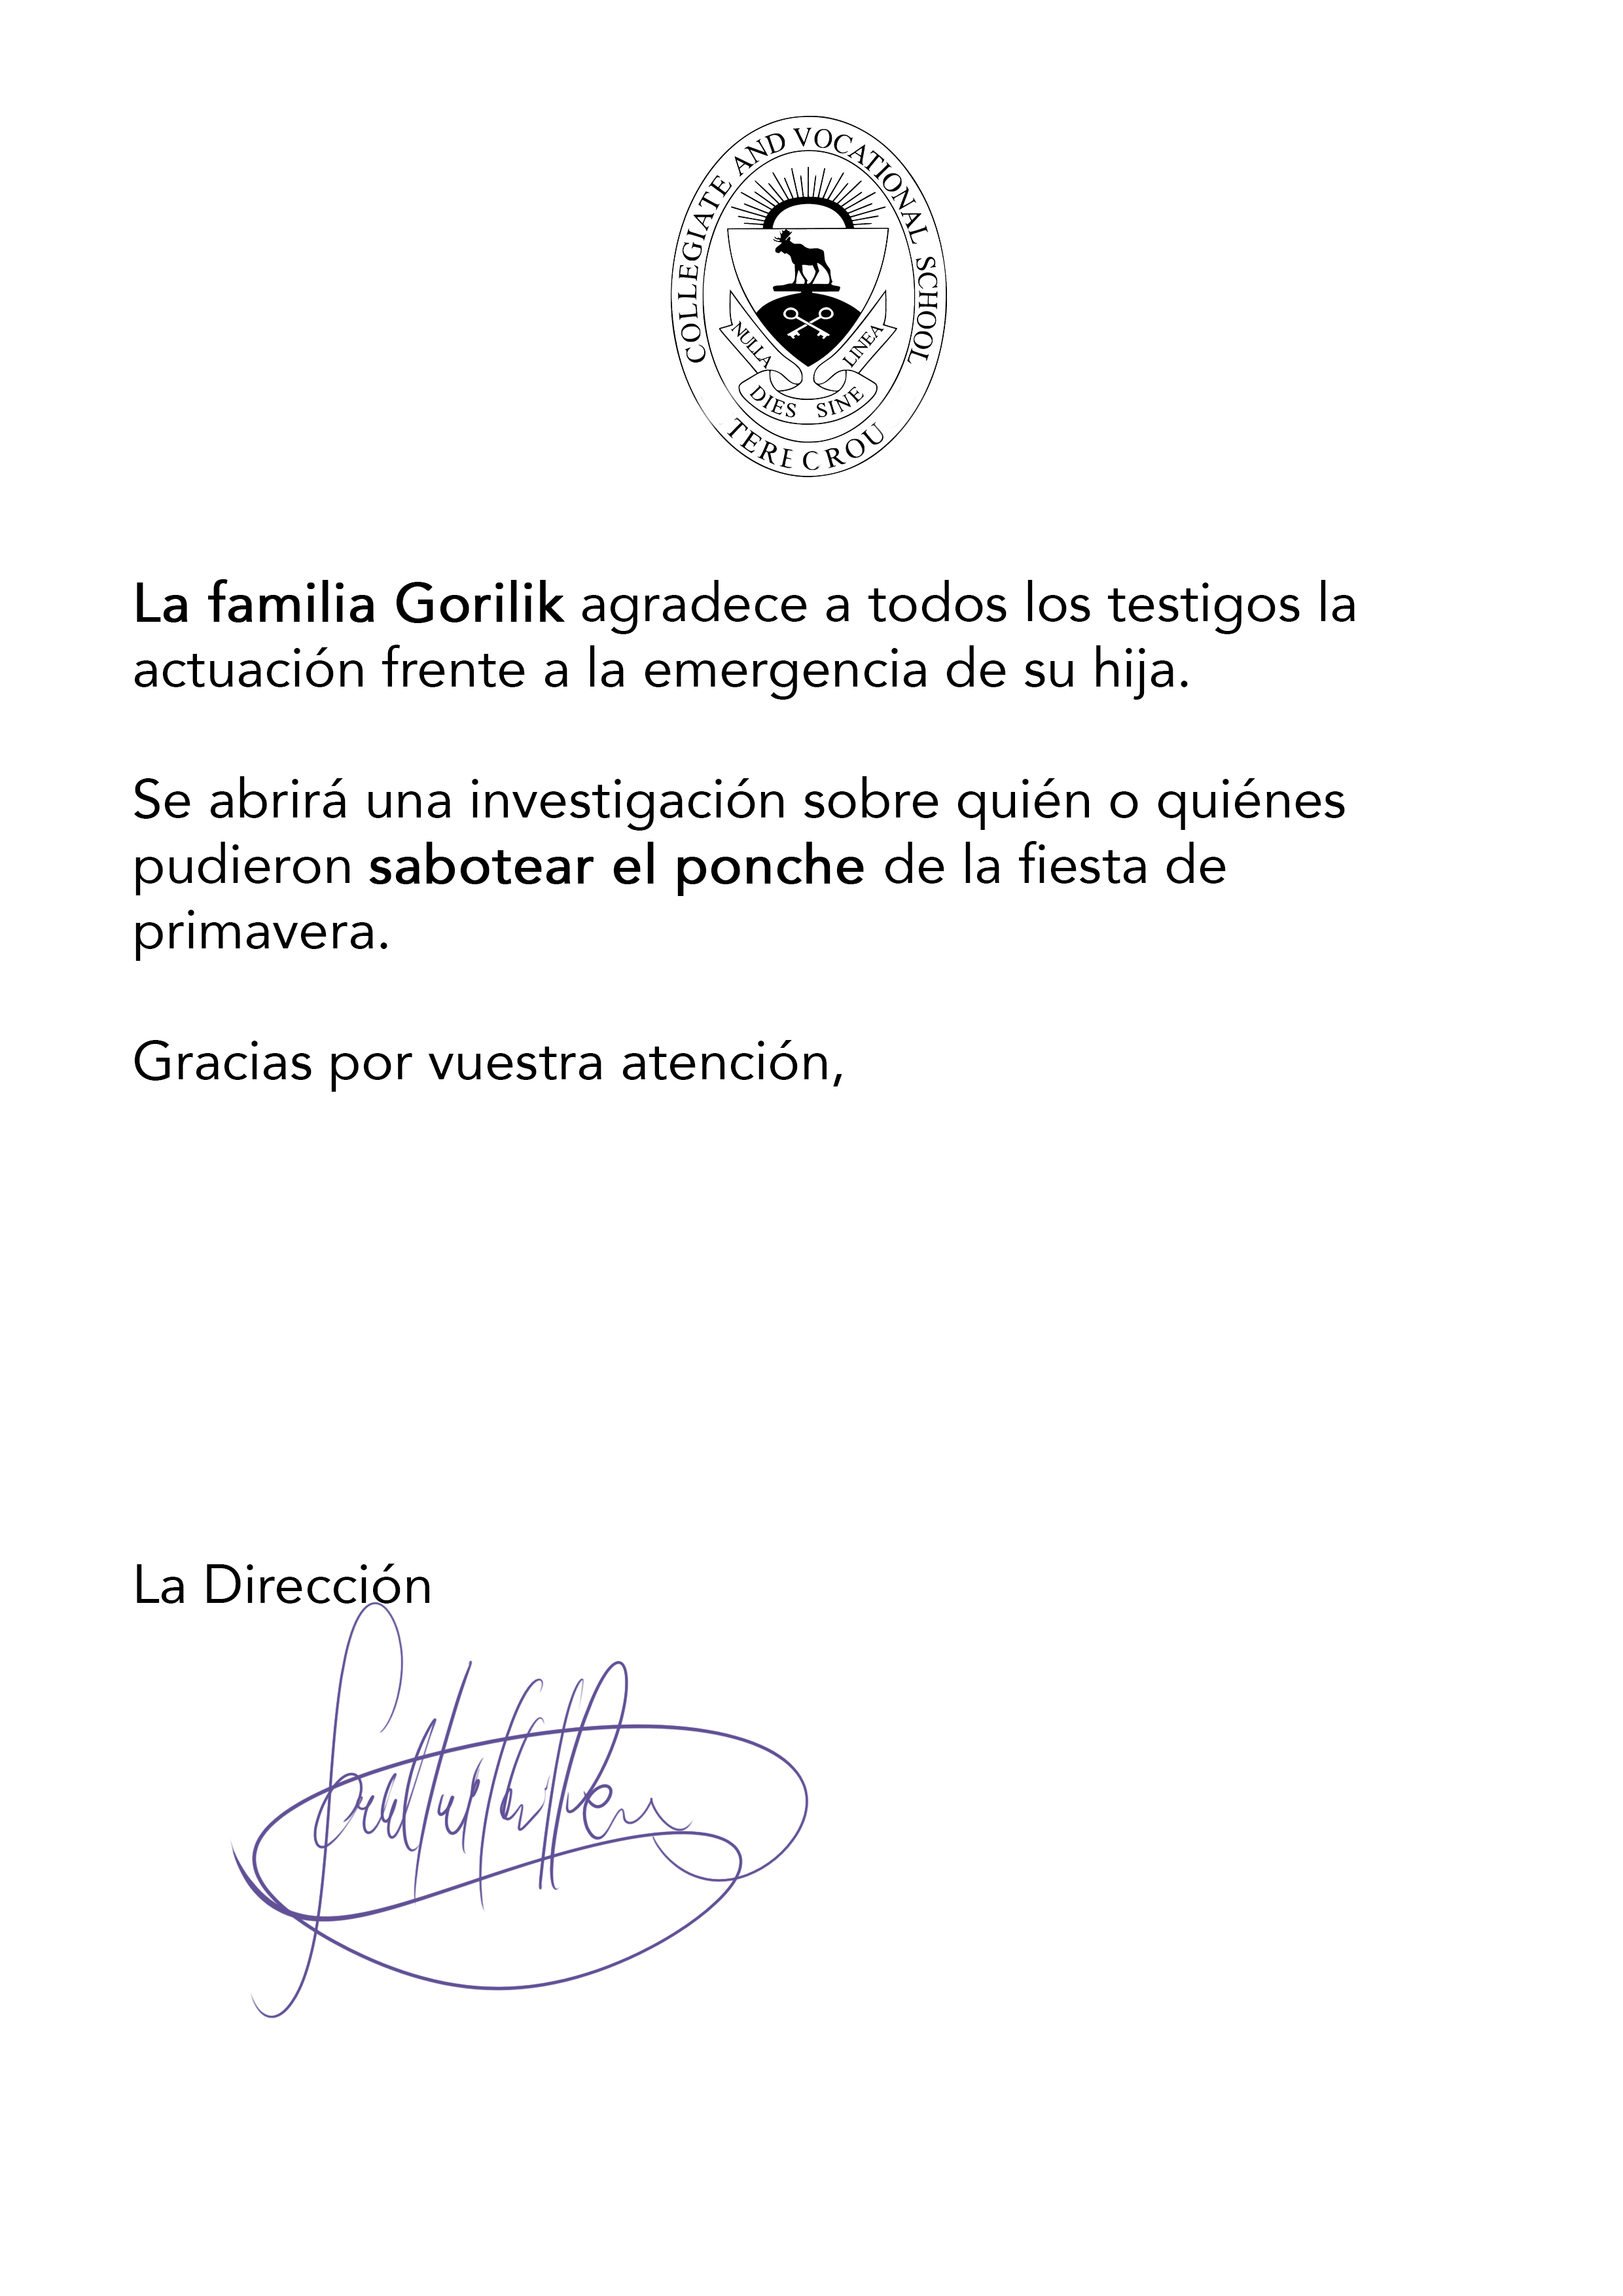 COLLEGIATE AND VOCATIONAL SCHOOL
NULLA DIES SINE LINEA
TERE CROU
La familia Gorilik agradece a todos los testigos la
actuación frente a la emergencia de su hija.
Se abrirá una investigación sobre quién o quiénes
pudieron sabotear el ponche de la fiesta de
primavera.
Gracias por vuestra atención,
La Dirección